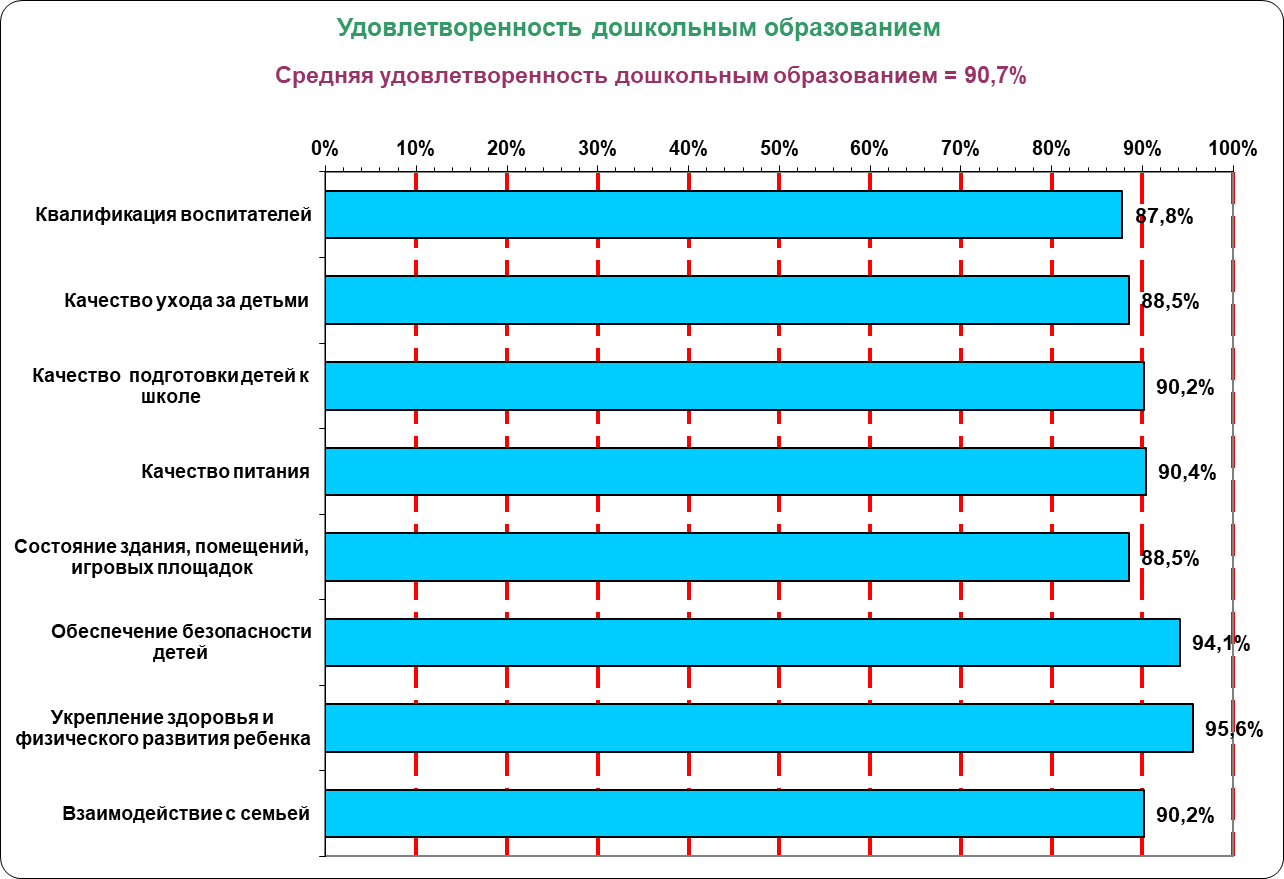 Удовлетворенность дошкольным образованием
Средняя удовлетворенность дошкольным образованием = 90,7%
0% 10% 20% 30% 40% 50% 60% 70% 80% 90% 100%
Квалификация воспитателей 87,8%
Качество ухода за детьми 88,5%
Качество подготовки детей к
школе
90,2%
Качество питания 90,4%
Состояние здания, помещений,
игровых площадок
88,5%
Обеспечение безопасности
детей
94,1%
Укрепление здоровья и
физического развития ребенка
95,6%
Взаимодействие с семьей 90,2%